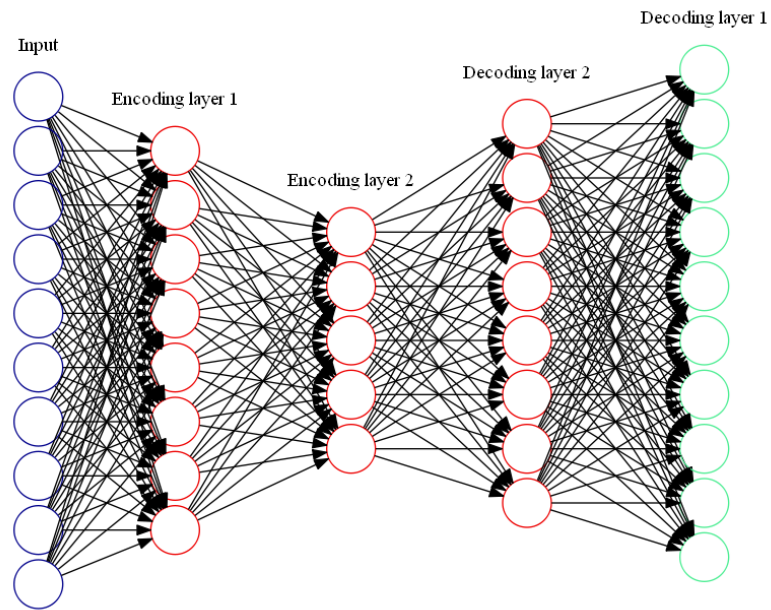 Input
Encoding layer 1
Encoding layer 2
Decoding layer 2
Decoding layer 1